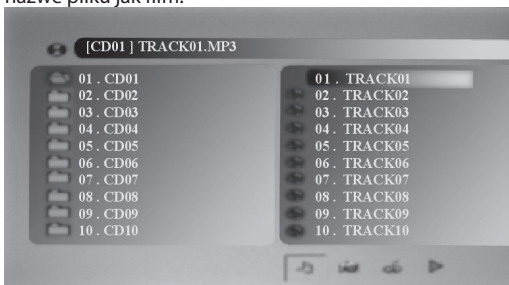 nazwę pliku jak film.
[CD01 ] TRACK01.MP3
01 . CD01
02 . CD02
03 . CD03
04 . CD04
05 . CD05
06 . CD06
07 . CD07
08 . CD08
09 . CD09
10 . CD10
01 . TRACK01
02 . TRACK02
03 . TRACK03
04 . TRACK04
05 . TRACK05
06 . TRACK06
07 . TRACK07
08 . TRACK08
09 . TRACK09
10 . TRACK10